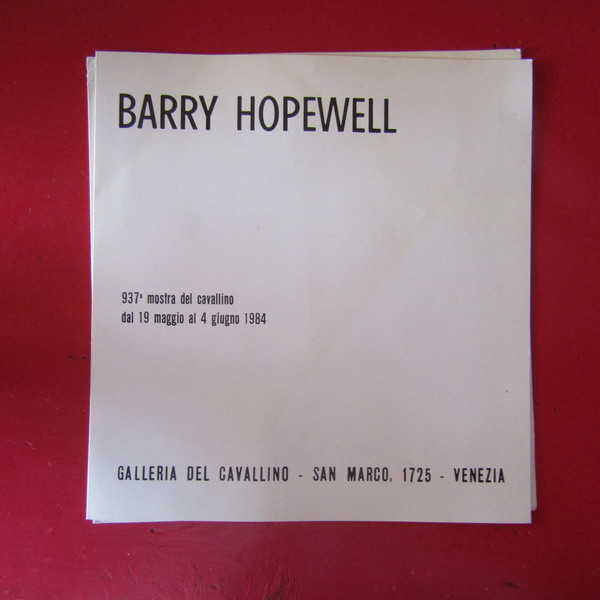 BARRY HOPEWELL
937ª mostra del cavallino
dal 19 maggio al 4 giugno 1984
GALLERIA DEL CAVALLINO - SAN MARCO, 1725 - VENEZIA